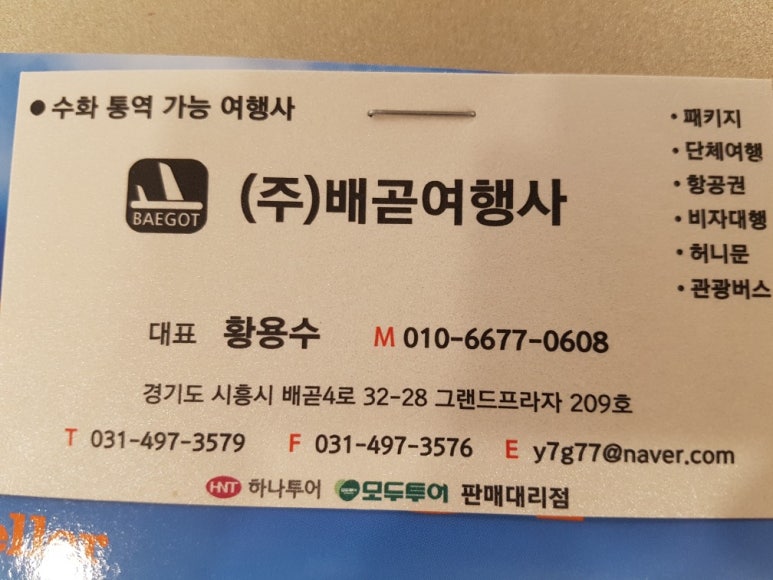 ● 수화 통역 가능 여행사
BAEGOT
(주)배곧여행사
• 패키지
• 단체여행
• 항공권
• 비자대행
• 허니문
• 관광버스
대표 황용수 M 010-6677-0608
경기도 시흥시 배곧4로 32-28 그랜드프라자 209호
T 031-497-3579 F 031-497-3576 E y7g77@naver.com
HNT 하나투어 모두투어 판매대리점